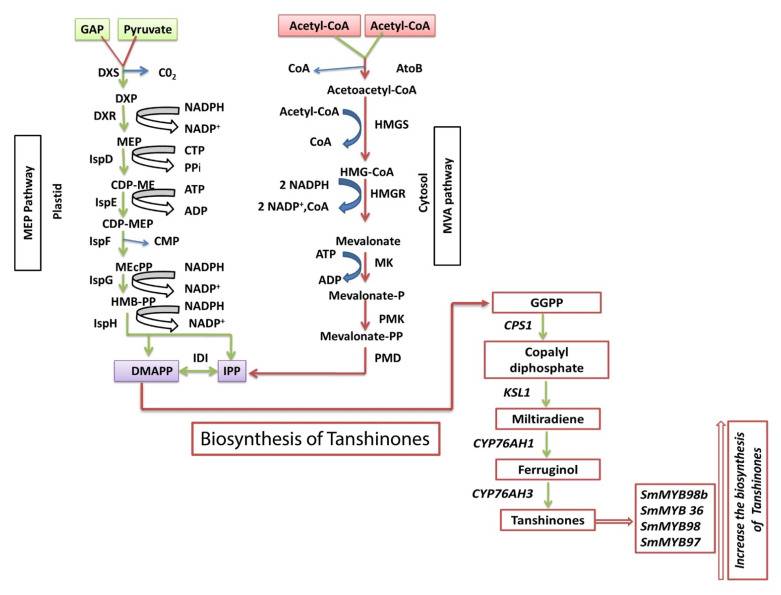 GAP
Pyruvate
DXS
C0₂
DXP
DXR
NADPH
NADP⁺
MEP
IspD
CTP
PPi
CDP-ME
IspE
ATP
ADP
CDP-MEP
IspF
CMP
MEcPP
IspG
NADPH
NADP⁺
HMB-PP
IspH
NADPH
NADP⁺
DMAPP
IDI
IPP
MEP Pathway
Plastid
Acetyl-CoA
Acetyl-CoA
CoA
AtoB
Acetoacetyl-CoA
Acetyl-CoA
HMGS
CoA
HMG-CoA
2 NADPH
HMGR
2 NADP⁺,CoA
Mevalonate
ATP
MK
ADP
Mevalonate-P
PMK
Mevalonate-PP
PMD
Cytosol
MVA pathway
Biosynthesis of Tanshinones
GGPP
CPS1
Copalyl
diphosphate
KSL1
Miltiradiene
CYP76AH1
Ferruginol
CYP76AH3
Tanshinones
SmMYB98b
SmMYB 36
SmMYB98
SmMYB97
Increase the biosynthesis
of Tanshinones